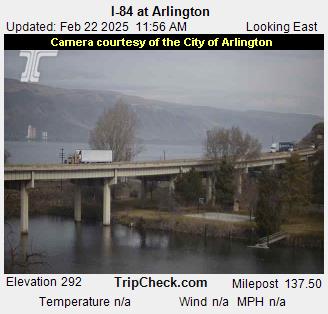 I-84 at Arlington
Updated: Feb 22 2025 11:56 AM Looking East
Camera courtesy of the City of Arlington
Elevation 292 TripCheck.com Milepost 137.50
Temperature n/a Wind n/a MPH n/a